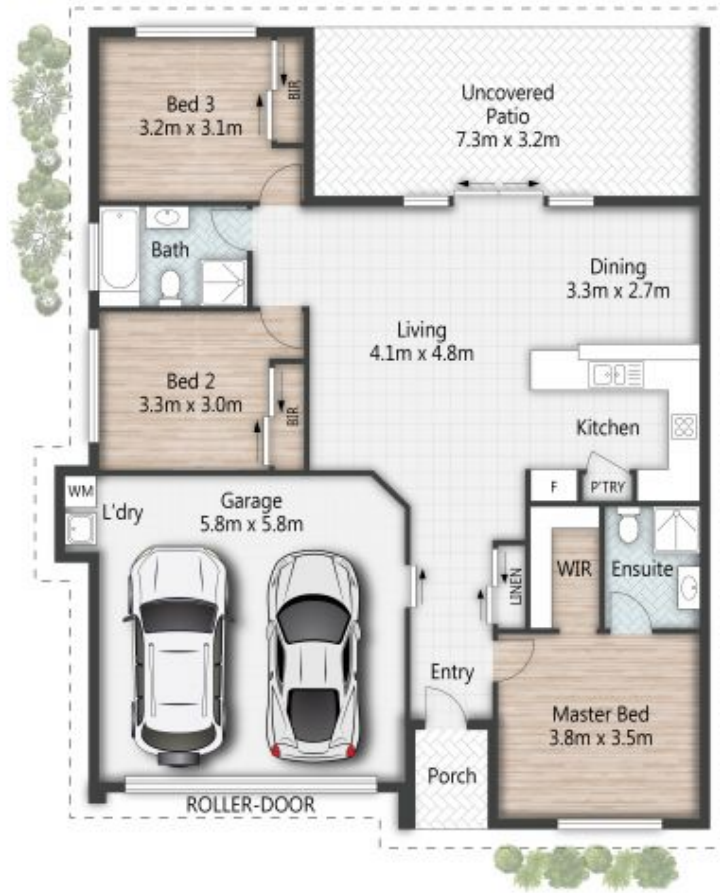 Bed 3
3.2m x 3.1m
BIR
Uncovered
Patio
7.3m x 3.2m
Bath
Dining
3.3m x 2.7m
Living
4.1m x 4.8m
Bed 2
3.3m x 3.0m
BIR
Kitchen
F
P'TRY
WM
L'dry
Garage
5.8m x 5.8m
LINEN
WIR
Ensuite
Entry
Master Bed
3.8m x 3.5m
Porch
ROLLER-DOOR